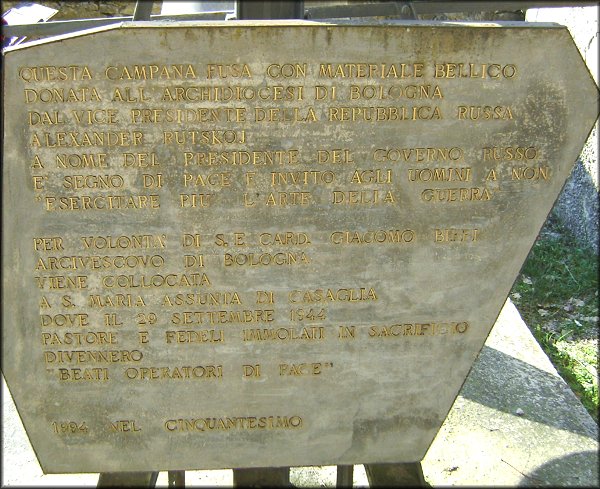 QUESTA CAMPANA FUSA CON MATERIALE BELLICO
DONATA ALL ARCHIDIOCESI DI BOLOGNA
DAL VICE PRESIDENTE DELLA REPUBBLICA RUSSA
ALEXANDER RUTSKOJ
A NOME DEL PRESIDENTE DEL GOVERNO RUSSO
E' SEGNO DI PACE E INVITO AGLI UOMINI A NON
"ESERCITARE PIU' L'ARTE DELLA GUERRA"
PER VOLONTA' DI S.E CARD. GIACOMO BIFFI
ARCIVESCOVO DI BOLOGNA
VIENE COLLOCATA
A S. MARIA ASSUNTA DI CASAGLIA
DOVE IL 29 SETTEMBRE 1944
PASTORE E FEDELI IMMOLATI IN SACRIFICIO
DIVENNERO
"BEATI OPERATORI DI PACE"
1994 NEL CINQUANTESIMO